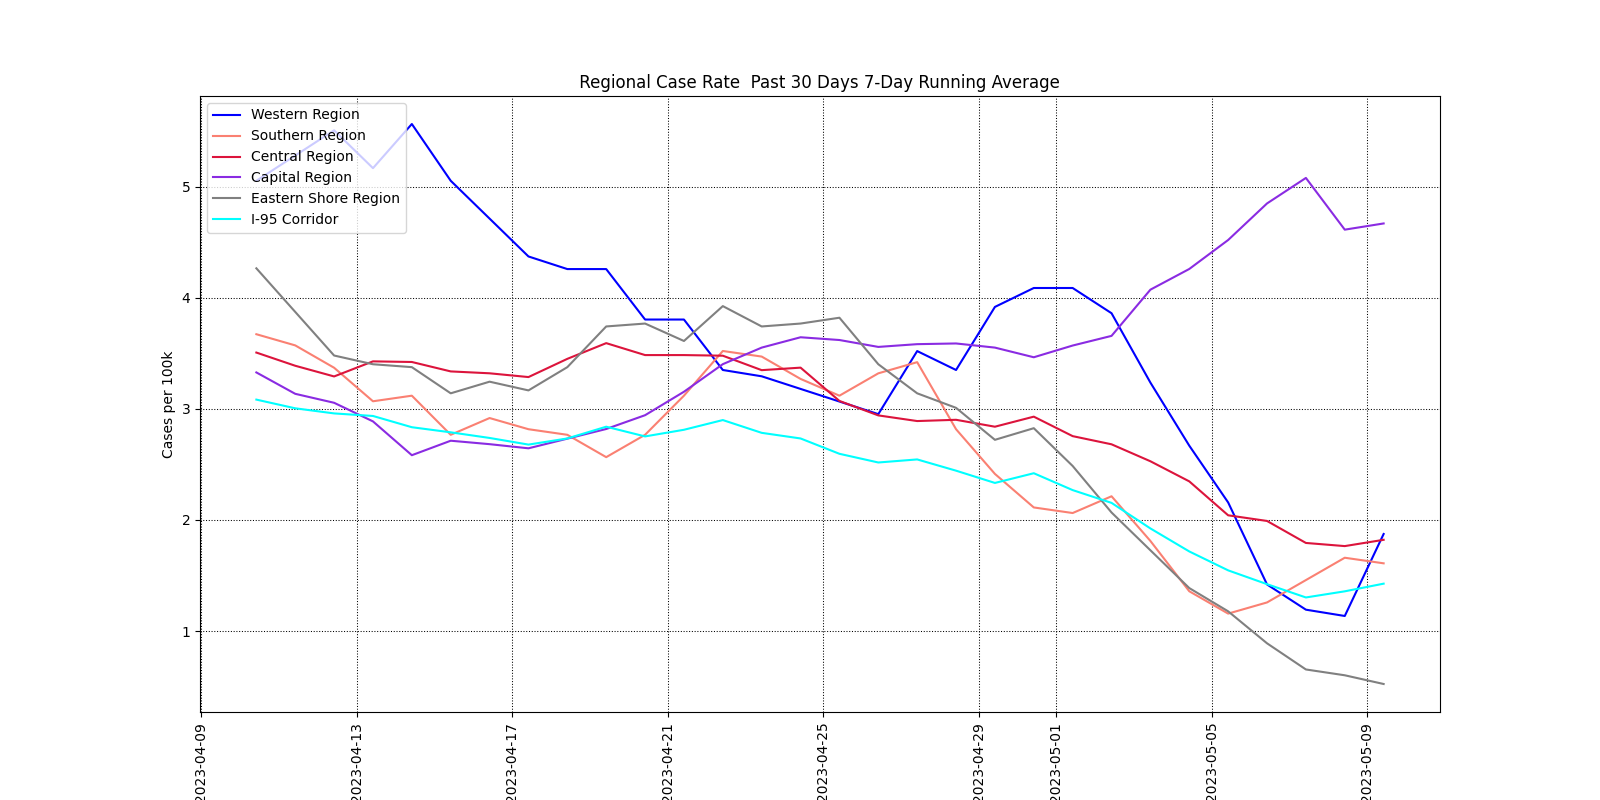 Regional Case Rate  Past 30 Days 7-Day Running Average
Western Region
Southern Region
Central Region
Capital Region
Eastern Shore Region
I-95 Corridor
Cases per 100k
5
4
3
2
1
2023-04-09
2023-04-13
2023-04-17
2023-04-21
2023-04-25
2023-04-29
2023-05-01
2023-05-05
2023-05-09